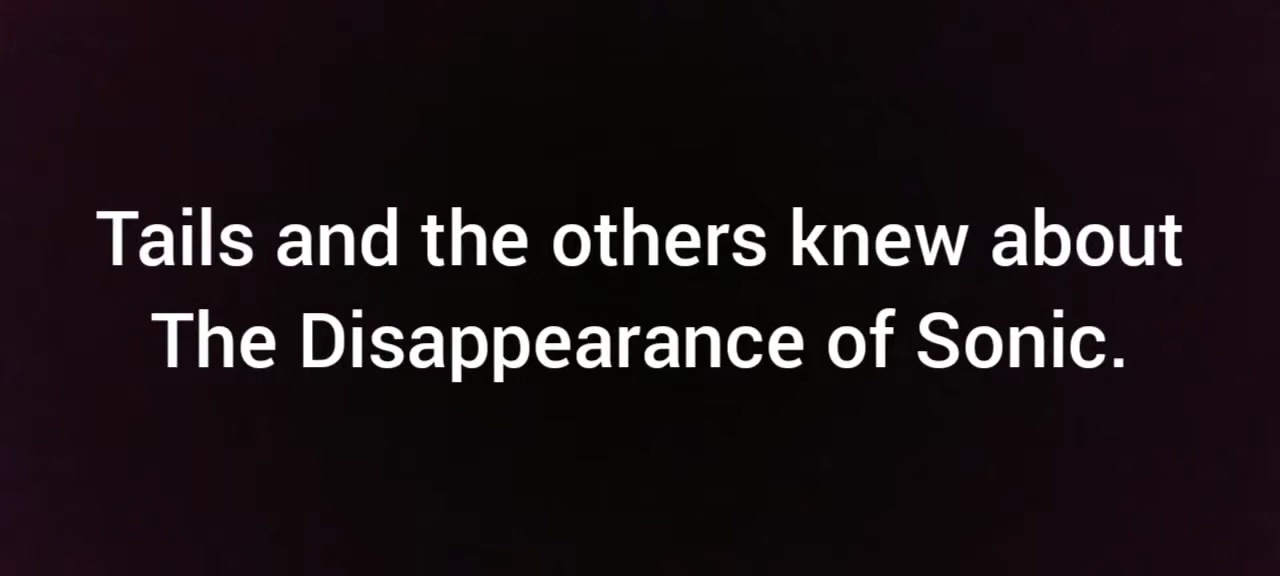 Tails and the others knew about
The Disappearance of Sonic.